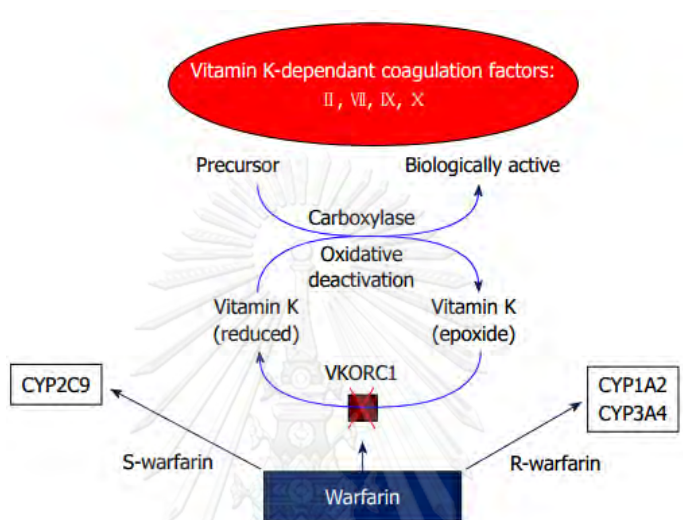 Vitamin K-dependant coagulation factors:
Ⅱ, Ⅶ, Ⅸ, Ⅹ
Precursor
Biologically active
Carboxylase
Oxidative
deactivation
Vitamin K
(reduced)
Vitamin K
(epoxide)
VKORC1
CYP2C9
CYP1A2
CYP3A4
S-warfarin
R-warfarin
Warfarin